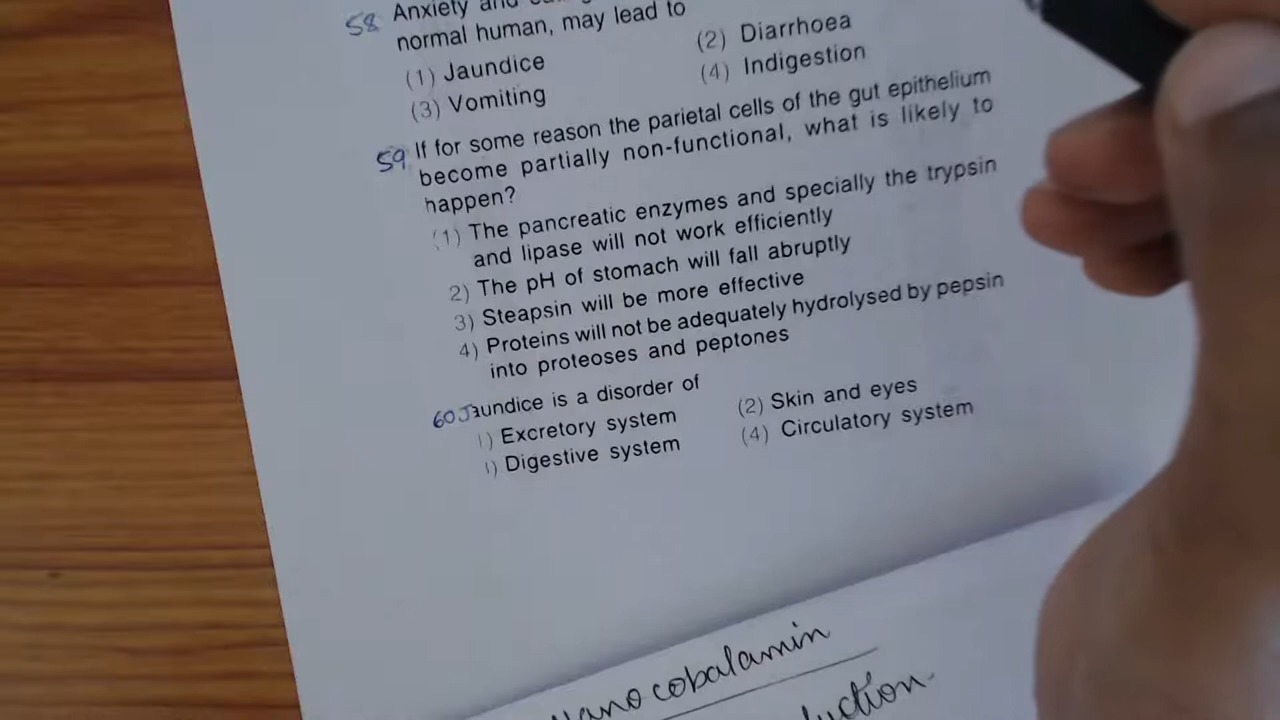 58 Anxiety and
normal human, may lead to
(1) Jaundice (2) Diarrhoea
(3) Vomiting (4) Indigestion
59 If for some reason the parietal cells of the gut epithelium
become partially non-functional, what is likely to
happen?
(1) The pancreatic enzymes and specially the trypsin
and lipase will not work efficiently
2) The pH of stomach will fall abruptly
3) Steapsin will be more effective
4) Proteins will not be adequately hydrolysed by pepsin
into proteoses and peptones
60 Jaundice is a disorder of
) Excretory system (2) Skin and eyes
) Digestive system (4) Circulatory system
cobalamin